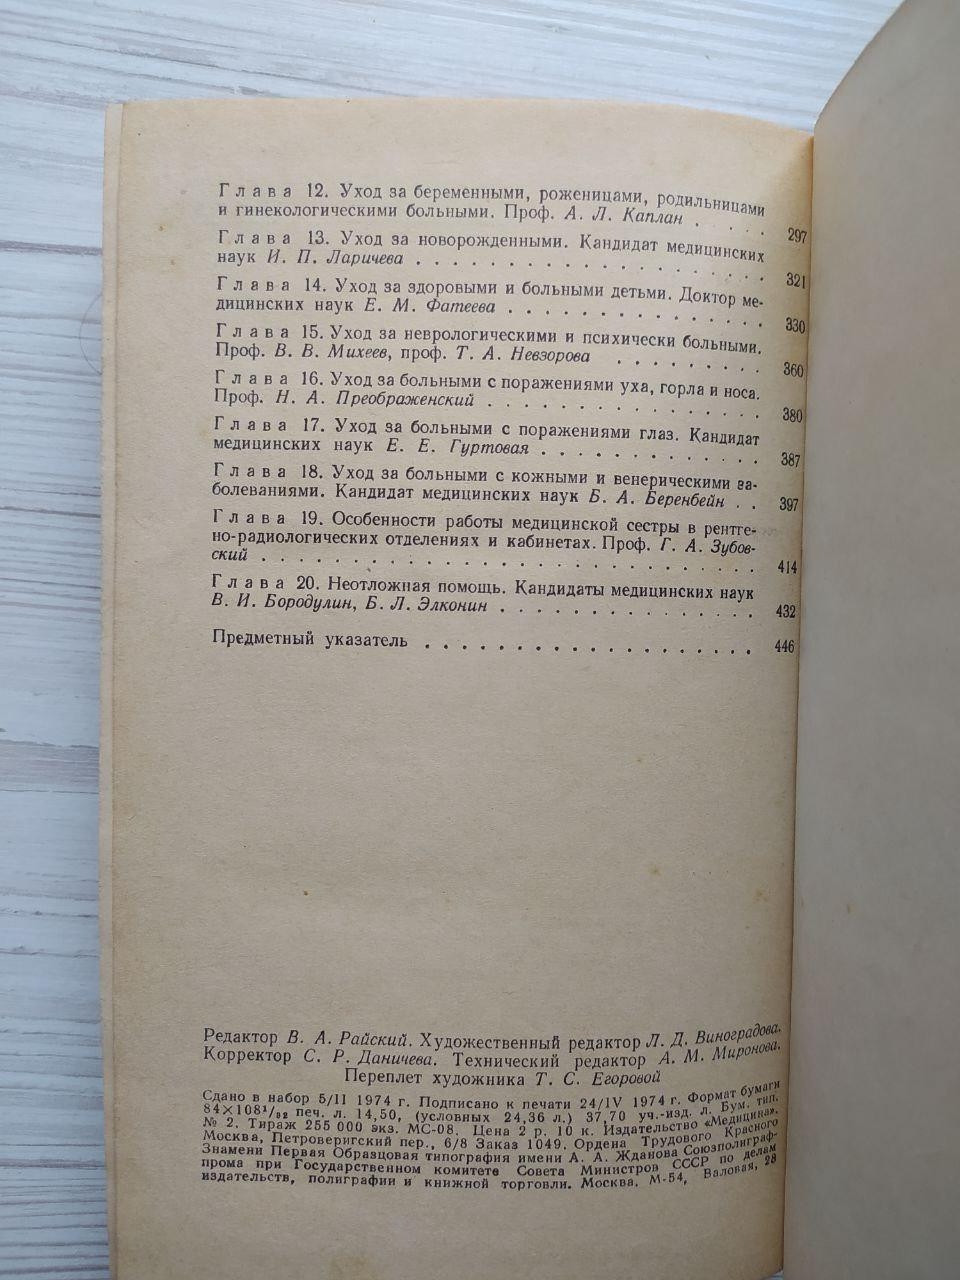 Глава 12. Уход за беременными, роженицами, родильницами
и гинекологическими больными. Проф. А. Л. Каплан . . . . 297
Глава 13. Уход за новорожденными. Кандидат медицинских
наук И. П. Ларичева . . . . . . . . . . . . . . . . . . . . 321
Глава 14. Уход за здоровыми и больными детьми. Доктор ме-
дицинских наук Е. М. Фатеева . . . . . . . . . . . . . . . 330
Глава 15. Уход за неврологическими и психически больными.
Проф. В. В. Михеев, проф. Т. А. Невзорова . . . . . . . . 360
Глава 16. Уход за больными с поражениями уха, горла и носа.
Проф. Н. А. Преображенский . . . . . . . . . . . . . . . . 380
Глава 17. Уход за больными с поражениями глаз. Кандидат
медицинских наук Е. Е. Гуртовая . . . . . . . . . . . . . 387
Глава 18. Уход за больными с кожными и венерическими за-
болеваниями. Кандидат медицинских наук Б. А. Беренбейн . . 397
Глава 19. Особенности работы медицинской сестры в рентге-
но-радиологических отделениях и кабинетах. Проф. Г. А. Зубов-
ский . . . . . . . . . . . . . . . . . . . . . . . . . . . 414
Глава 20. Неотложная помощь. Кандидаты медицинских наук
В. И. Бородулин, Б. Л. Элконин . . . . . . . . . . . . . . 432
Предметный указатель . . . . . . . . . . . . . . . . . . . 446
Редактор В. А. Райский. Художественный редактор Л. Д. Виноградова.
Корректор С. Р. Даничева. Технический редактор А. М. Миронова.
Переплет художника Т. С. Егоровой
Сдано в набор 5/II 1974 г. Подписано к печати 24/IV 1974 г. Формат бумаги
84×108¹/₃₂ печ. л. 14,50, (условных 24,36 л.) 37,70 уч.-изд. л. Бум. тип.
№ 2. Тираж 255 000 экз. МС-08. Цена 2 р. 10 к. Издательство «Медицина».
Москва, Петроверигский пер., 6/8 Заказ 1049. Ордена Трудового Красного
Знамени Первая Образцовая типография имени А. А. Жданова Союзполиграф-
прома при Государственном комитете Совета Министров СССР по делам
издательств, полиграфии и книжной торговли. Москва. М-54, Валовая, 28